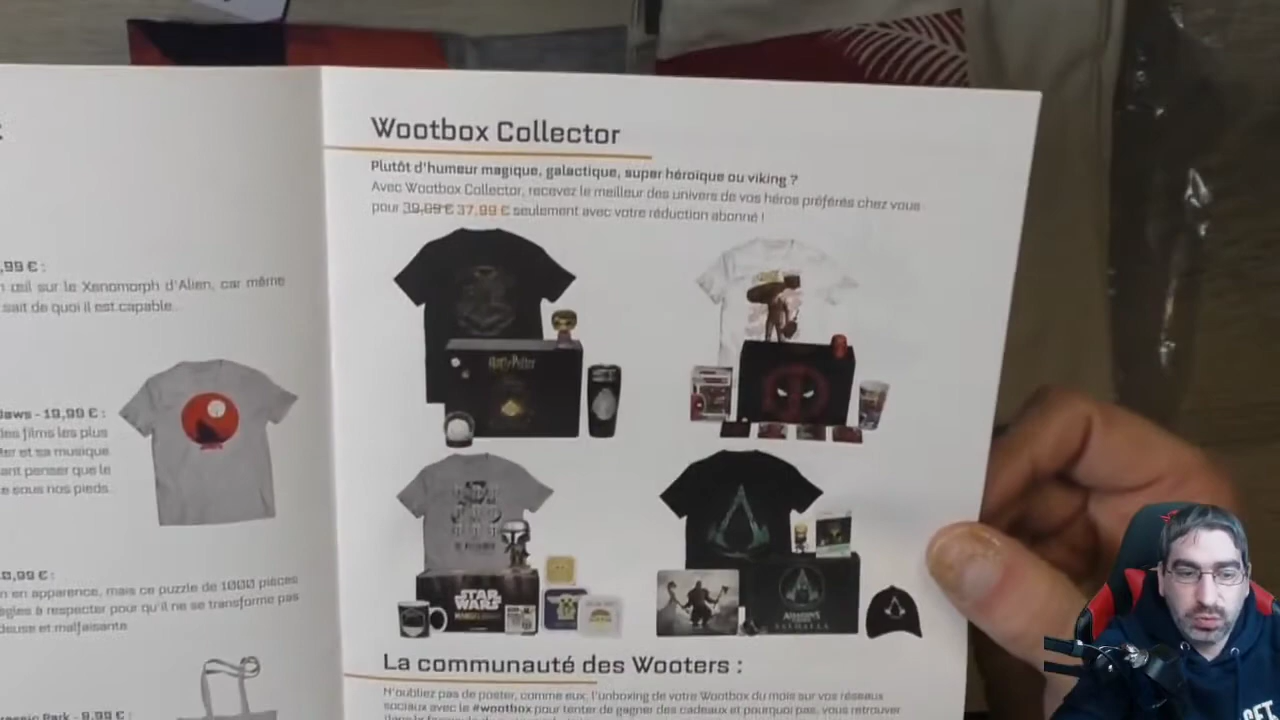 ,99 € :
œil sur le Xenomorph d'Alien, car même
sait de quoi il est capable.
Jaws - 19,99 € :
des films les plus
et sa musique
ant penser que le
sous nos pieds.
,99 € :
en apparence, mais ce puzzle de 1000 pièces
à respecter pour qu'il ne se transforme pas
et malfaisante
Park - 9,99 € :
Wootbox Collector
Plutôt d'humeur magique, galactique, super héroïque ou viking ?
Avec Wootbox Collector, recevez le meilleur des univers de vos héros préférés chez vous
pour 39,99 € 37,99 € seulement avec votre réduction abonné !
Harry Potter
STAR WARS
ASSASSIN'S
VALHALLA
La communauté des Wooters :
N'oubliez pas de poster, comme eux, l'unboxing de votre Wootbox du mois sur vos réseaux
sociaux avec le #wootbox pour tenter de gagner des cadeaux et pourquoi pas, vous retrouver